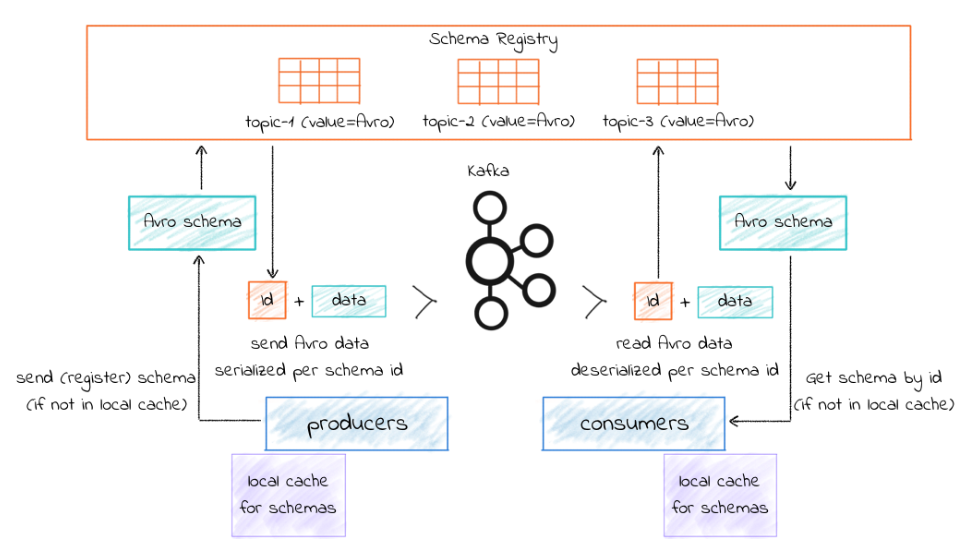 Schema Registry
topic-1 (value=Avro)
topic-2 (value=Avro)
topic-3 (value=Avro)
Kafka
Avro schema
Avro schema
id + data
id + data
send Avro data
serialized per schema id
read Avro data
deserialized per schema id
send (register) schema
(if not in local cache)
Get schema by id
(if not in local cache)
producers
consumers
local cache
for schemas
local cache
for schemas